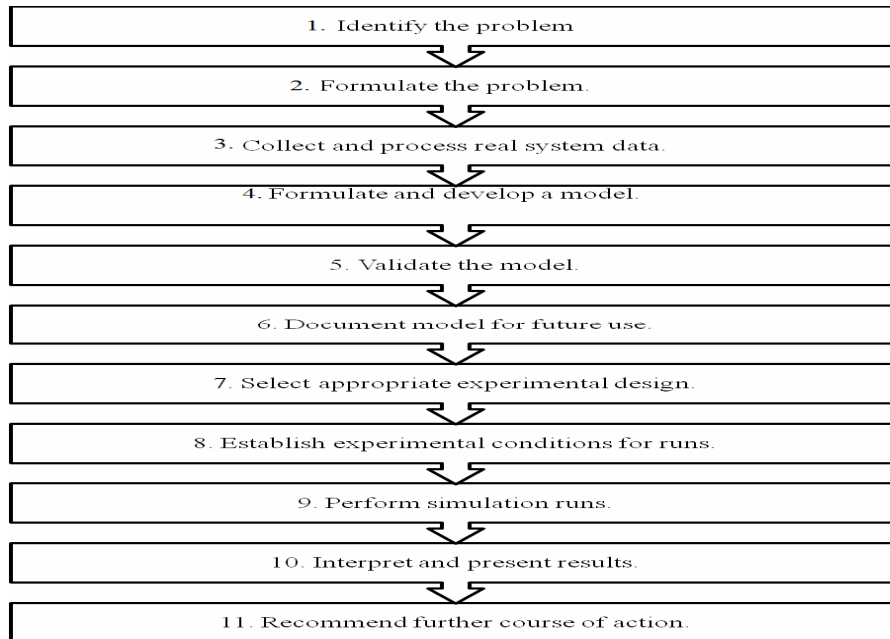 1. Identify the problem
2. Formulate the problem.
3. Collect and process real system data.
4. Formulate and develop a model.
5. Validate the model.
6. Document model for future use.
7. Select appropriate experimental design.
8. Establish experimental conditions for runs.
9. Perform simulation runs.
10. Interpret and present results.
11. Recommend further course of action.